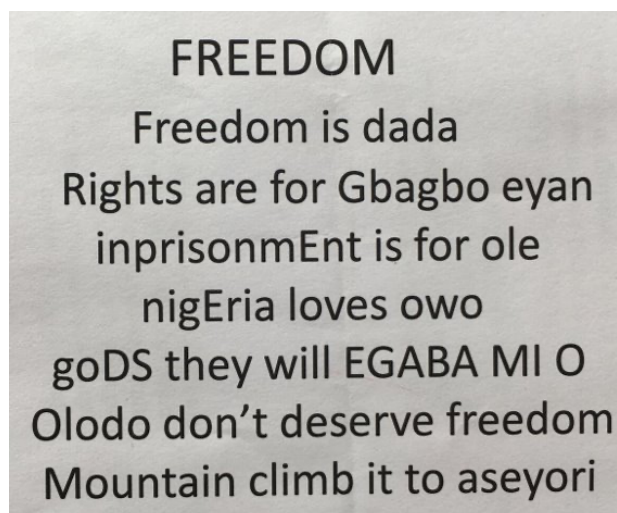 FREEDOM
Freedom is dada
Rights are for Gbagbo eyan
inprisonmEnt is for ole
nigEria loves owo
goDS they will EGABA MI O
Olodo don’t deserve freedom
Mountain climb it to aseyori